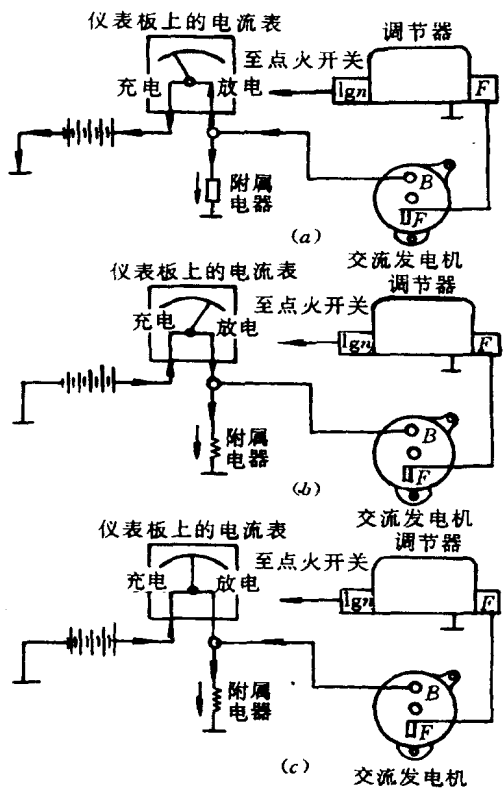 仪表板上的电流表
调节器
充电 放电
至点火开关
lgn
F
附属
电器
B
F
(a)
交流发电机
仪表板上的电流表
调节器
充电 放电
至点火开关
lgn
F
附属
电器
B
F
(b)
交流发电机
仪表板上的电流表
调节器
充电 放电
至点火开关
lgn
F
附属
电器
B
F
(c)
交流发电机